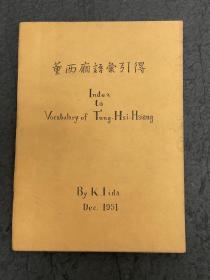 董西廂語彙引得
Index
to
Vocabulary of Tung-Hsi-Hsiang
By K. Iida
Dec. 1951